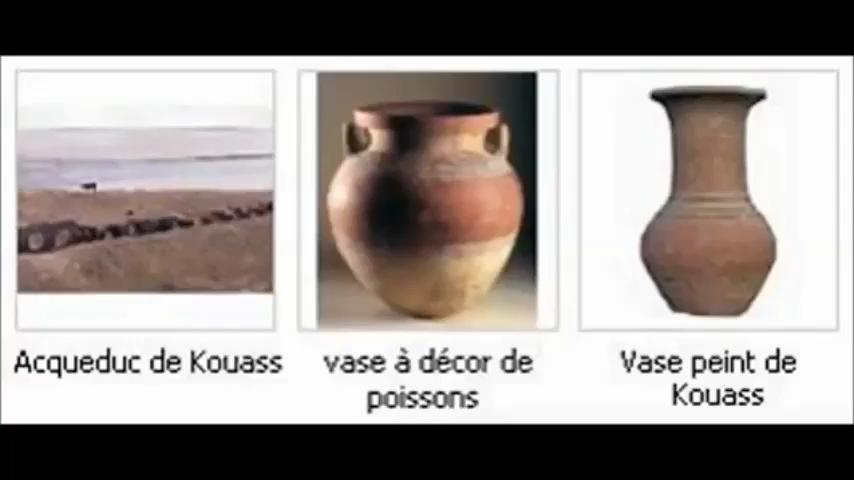 Acqueduc de Kouass
vase à décor de
poissons
Vase peint de
Kouass